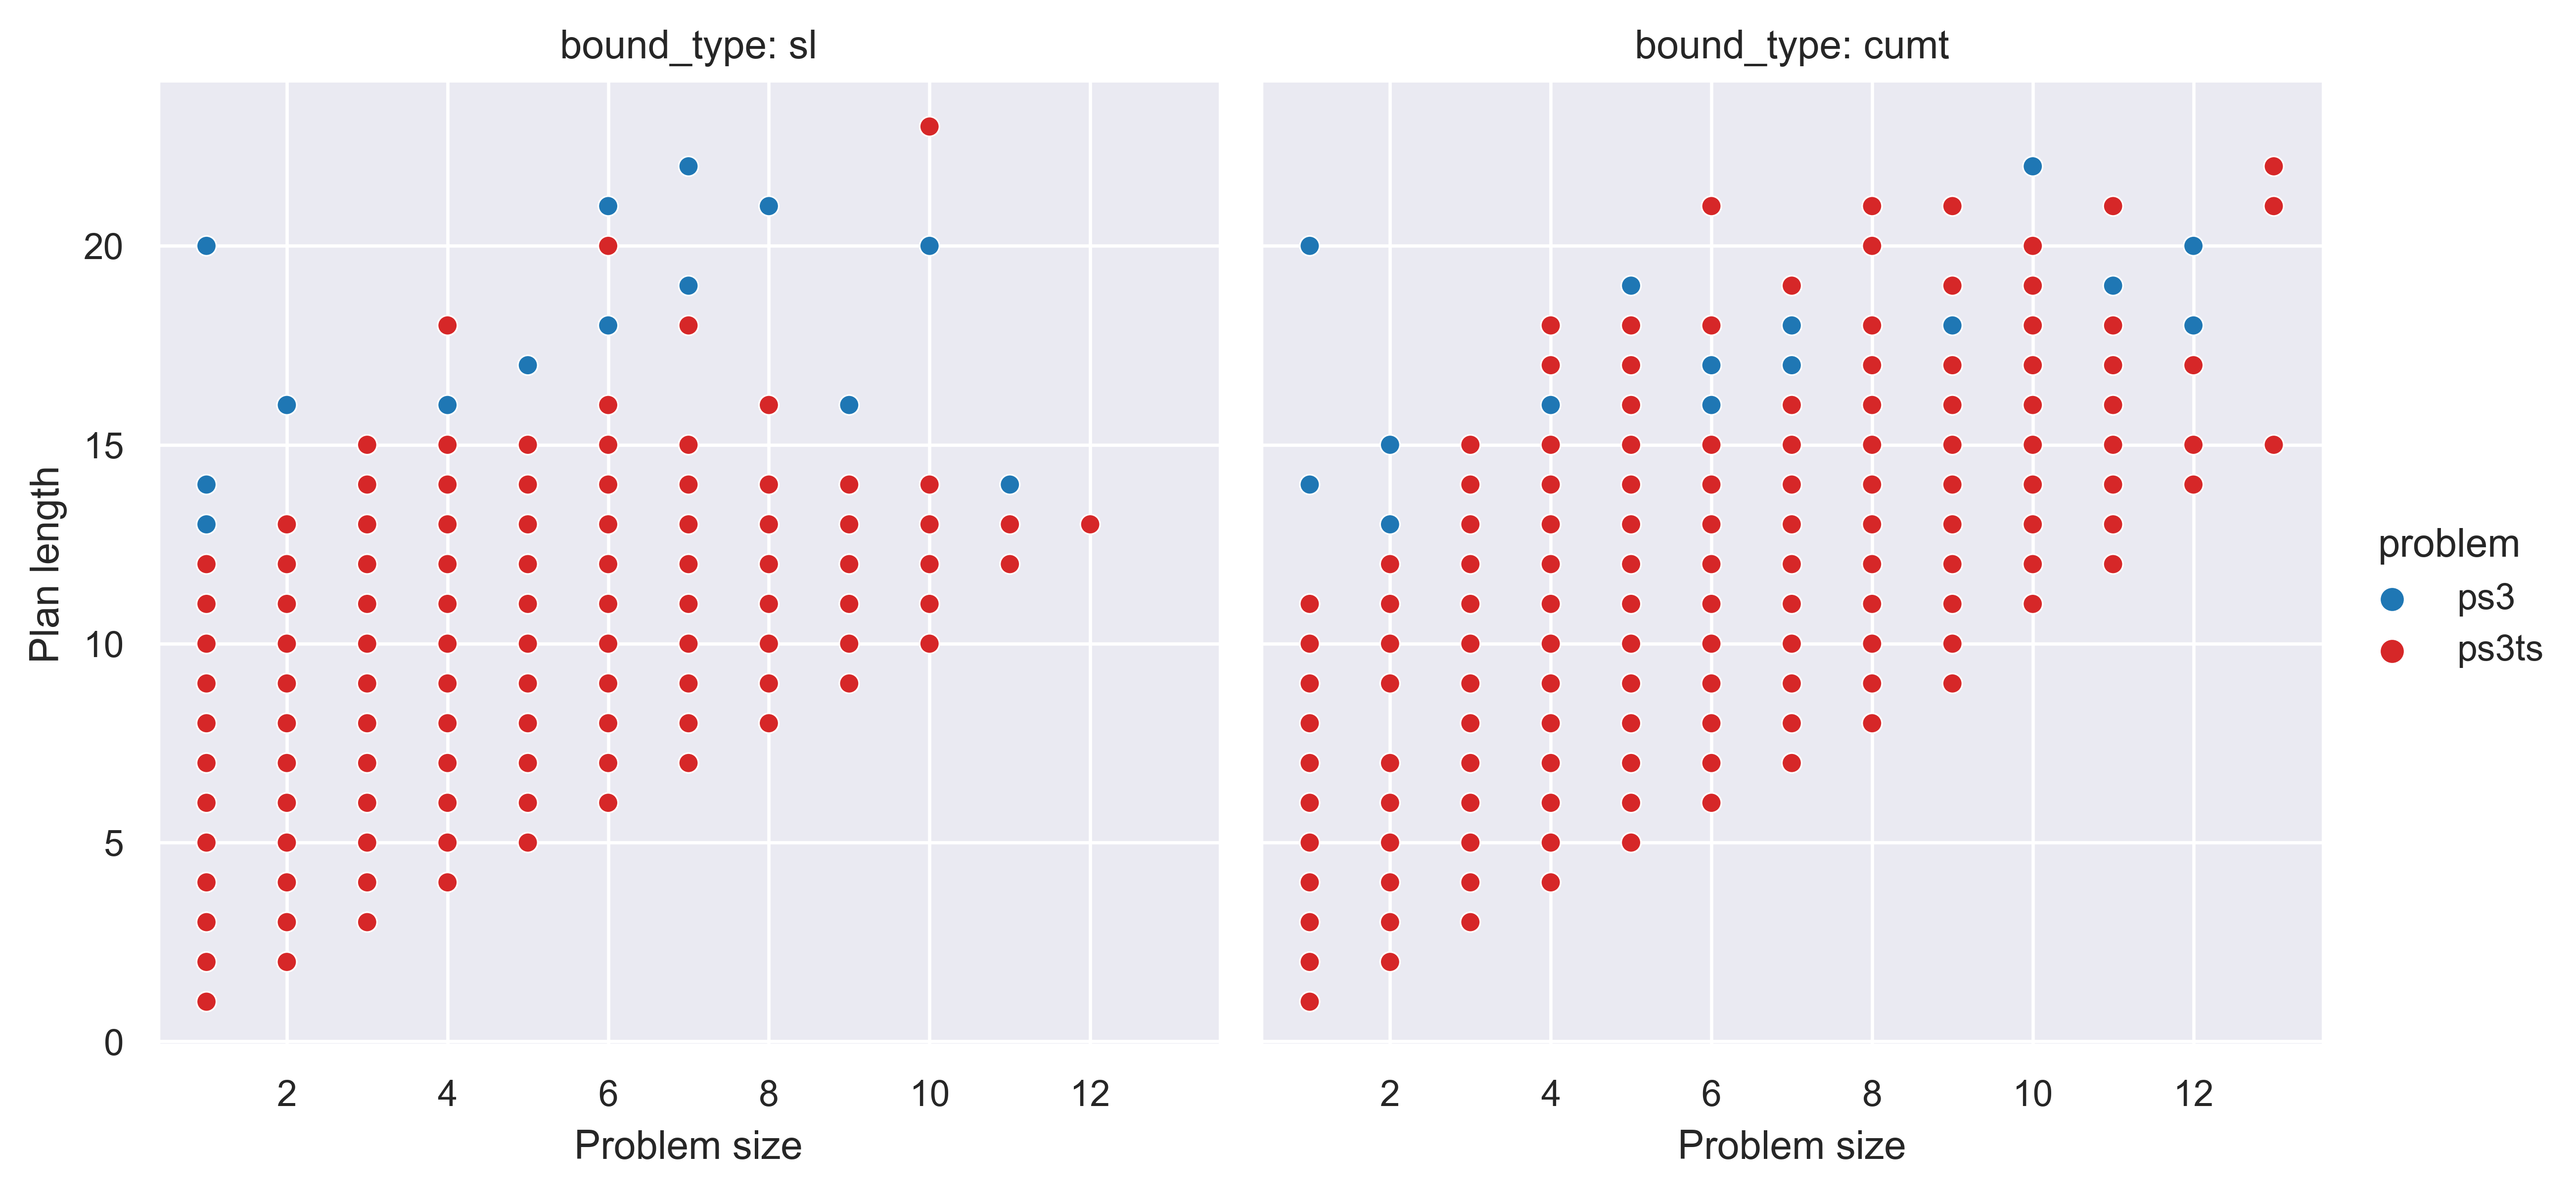 bound_type: sl
bound_type: cumt
20
15
10
5
0
Plan length
2 4 6 8 10 12
2 4 6 8 10 12
Problem size
Problem size
problem
ps3
ps3ts